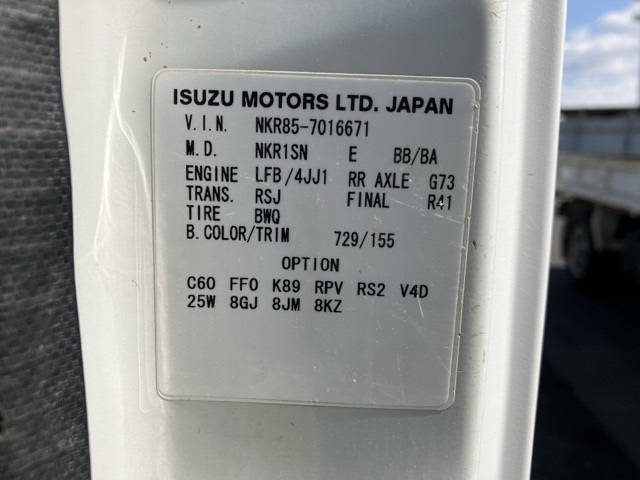 ISUZU MOTORS LTD. JAPAN
V.I.N. NKR85-7016671
M.D. NKR1SN E BB/BA
ENGINE LFB/4JJ1 RR AXLE G73
TRANS. RSJ FINAL R41
TIRE BWQ
B.COLOR/TRIM 729/155
OPTION
C60 FF0 K89 RPV RS2 V4D
25W 8GJ 8JM 8KZ